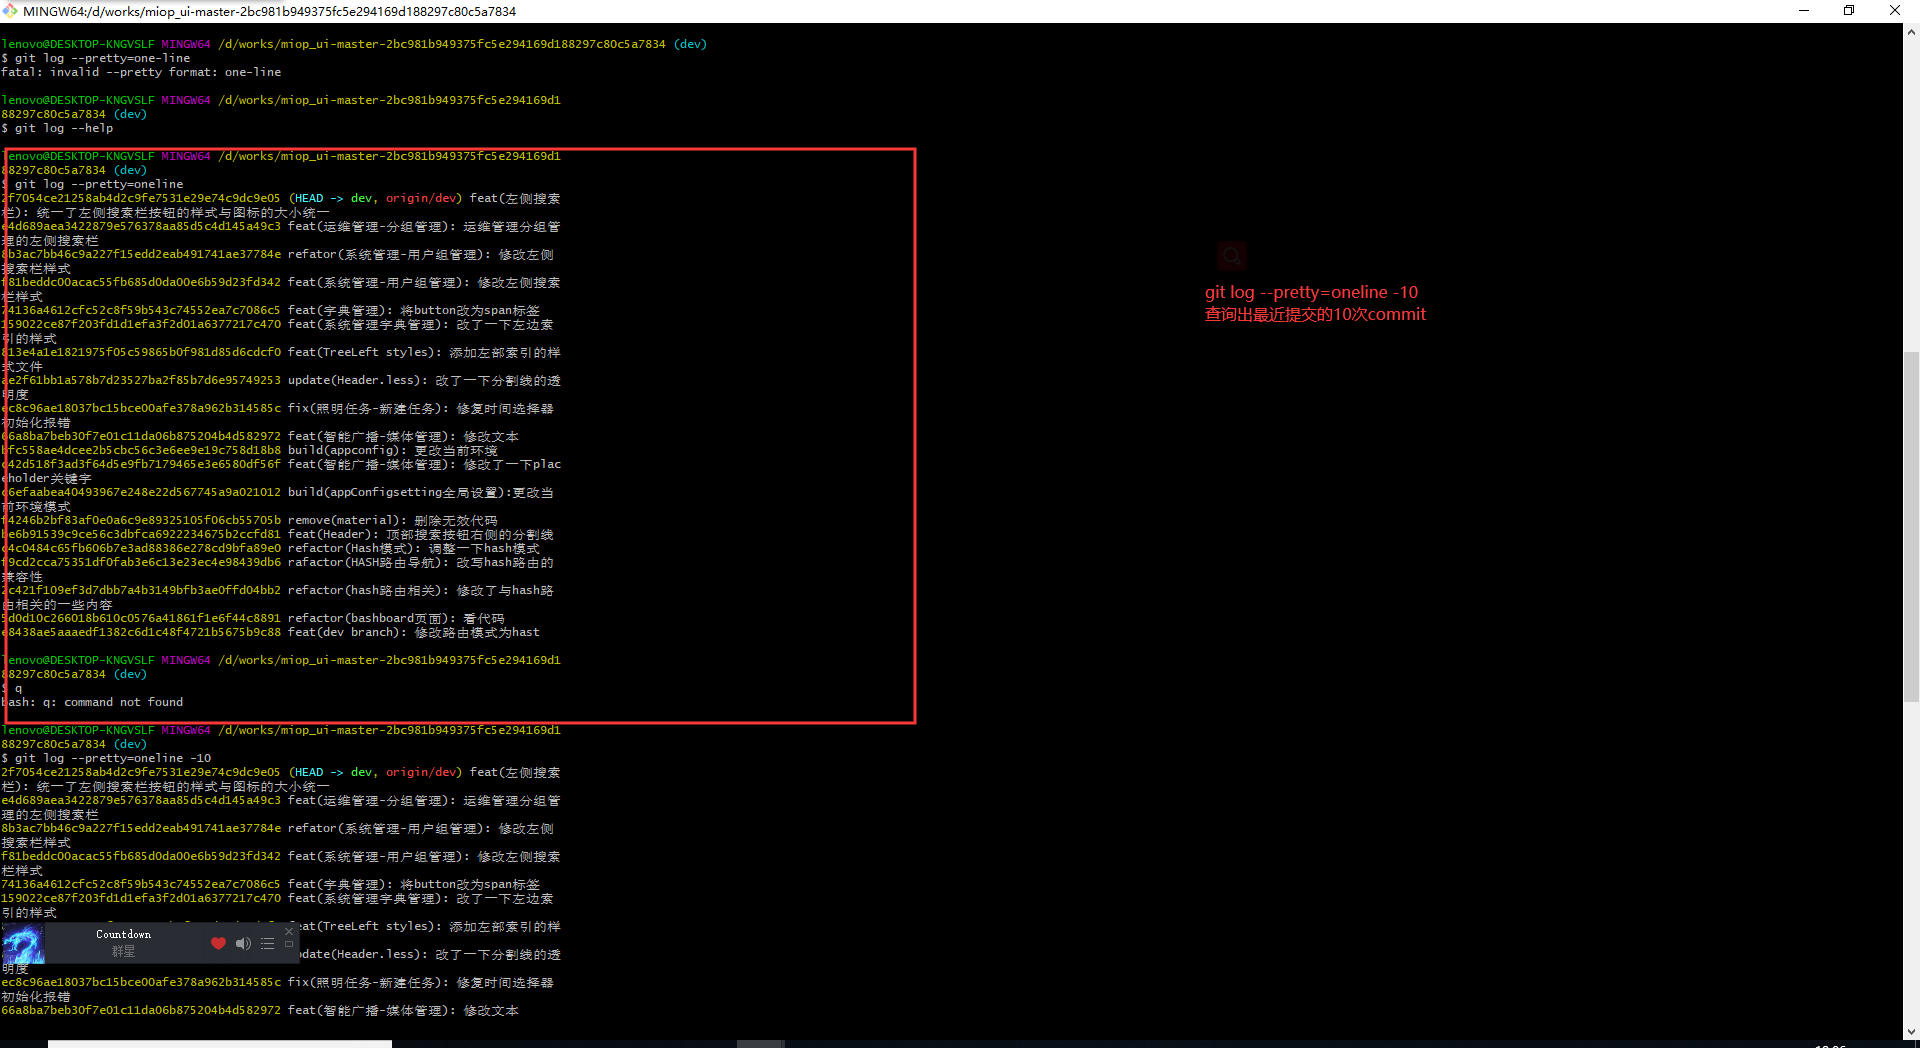 MINGW64:/d/works/miop_ui-master-2bc981b949375fc5e294169d188297c80c5a7834
lenovo@DESKTOP-KNGVSLF MINGW64 /d/works/miop_ui-master-2bc981b949375fc5e294169d188297c80c5a7834 (dev)
$ git log --pretty=one-line
fatal: invalid --pretty format: one-line
lenovo@DESKTOP-KNGVSLF MINGW64 /d/works/miop_ui-master-2bc981b949375fc5e294169d1
88297c80c5a7834 (dev)
$ git log --help
lenovo@DESKTOP-KNGVSLF MINGW64 /d/works/miop_ui-master-2bc981b949375fc5e294169d1
88297c80c5a7834 (dev)
$ git log --pretty=oneline
2f7054ce21258ab4d2c9fe7531e29e74c9dc9e05 (HEAD -> dev, origin/dev) feat(左侧搜索
栏): 统一了左侧搜索栏按钮的样式与图标的大小统一
e4d689aea3422879e576378aa85d5c4d145a49c3 feat(运维管理-分组管理): 运维管理分组管
理的左侧搜索栏
8b3ac7bb46c9a227f15edd2eab491741ae37784e refator(系统管理-用户组管理): 修改左侧
搜索栏样式
f81beddc00acac55fb685d0da00e6b59d23fd342 feat(系统管理-用户组管理): 修改左侧搜索
栏样式
74136a4612cfc52c8f59b543c74552ea7c7086c5 feat(字典管理): 将button改为span标签
159022ce87f203fd1d1efa3f2d01a6377217c470 feat(系统管理字典管理): 改了一下左边索
引的样式
813e4a1e1821975f05c59865b0f981d85d6cdcf0 feat(TreeLeft styles): 添加左部索引的样
式文件
ae2f61bb1a578b7d23527ba2f85b7d6e95749253 update(Header.less): 改了一下分割线的透
明度
ec8c96ae18037bc15bce00afe378a962b314585c fix(照明任务-新建任务): 修复时间选择器
初始化报错
66a8ba7beb30f7e01c11da06b875204b4d582972 feat(智能广播-媒体管理): 修改文本
bfc558ae4dcee2b5cbc56c3e6ee9e19c758d18b8 build(appconfig): 更改当前环境
c42d518f3ad3f64d5e9fb7179465e3e6580df56f feat(智能广播-媒体管理): 修改了一下plac
eholder关键字
c6efaabea40493967e248e22d567745a9a021012 build(appConfigsetting全局设置):更改当
前环境模式
f4246b2bf83af0e0a6c9e89325105f06cb55705b remove(material): 删除无效代码
be6b91539c9ce56c3dbfca6922234675b2ccfd81 feat(Header): 顶部搜索按钮右侧的分割线
c4c0484c65fb606b7e3ad88386e278cd9bfa89e0 refactor(Hash模式): 调整一下hash模式
f9cd2cca75351df0fab3e6c13e23ec4e98439db6 rafactor(HASH路由导航): 改写hash路由的
兼容性
2c421f109ef3d7dbb7a4b3149bfb3ae0ffd04bb2 refactor(hash路由相关): 修改了与hash路
由相关的一些内容
5d0d10c266018b610c0576a41861f1e6f44c8891 refactor(bashboard页面): 看代码
e8438ae5aaaedf1382c6d1c48f4721b5675b9c88 feat(dev branch): 修改路由模式为hast
lenovo@DESKTOP-KNGVSLF MINGW64 /d/works/miop_ui-master-2bc981b949375fc5e294169d1
88297c80c5a7834 (dev)
$ q
bash: q: command not found
lenovo@DESKTOP-KNGVSLF MINGW64 /d/works/miop_ui-master-2bc981b949375fc5e294169d1
88297c80c5a7834 (dev)
$ git log --pretty=oneline -10
2f7054ce21258ab4d2c9fe7531e29e74c9dc9e05 (HEAD -> dev, origin/dev) feat(左侧搜索
栏): 统一了左侧搜索栏按钮的样式与图标的大小统一
e4d689aea3422879e576378aa85d5c4d145a49c3 feat(运维管理-分组管理): 运维管理分组管
理的左侧搜索栏
8b3ac7bb46c9a227f15edd2eab491741ae37784e refator(系统管理-用户组管理): 修改左侧
搜索栏样式
f81beddc00acac55fb685d0da00e6b59d23fd342 feat(系统管理-用户组管理): 修改左侧搜索
栏样式
74136a4612cfc52c8f59b543c74552ea7c7086c5 feat(字典管理): 将button改为span标签
159022ce87f203fd1d1efa3f2d01a6377217c470 feat(系统管理字典管理): 改了一下左边索
引的样式
eat(TreeLeft styles): 添加左部索引的样
pdate(Header.less): 改了一下分割线的透
明度
ec8c96ae18037bc15bce00afe378a962b314585c fix(照明任务-新建任务): 修复时间选择器
初始化报错
66a8ba7beb30f7e01c11da06b875204b4d582972 feat(智能广播-媒体管理): 修改文本
Countdown
群星
git log --pretty=oneline -10
查询出最近提交的10次commit